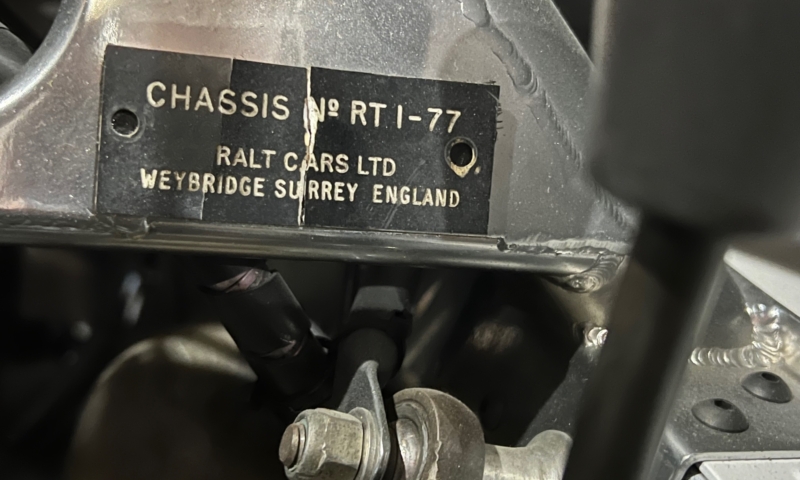 CHASSIS Nº RT 1-77
RALT CARS LTD
WEYBRIDGE SURREY ENGLAND